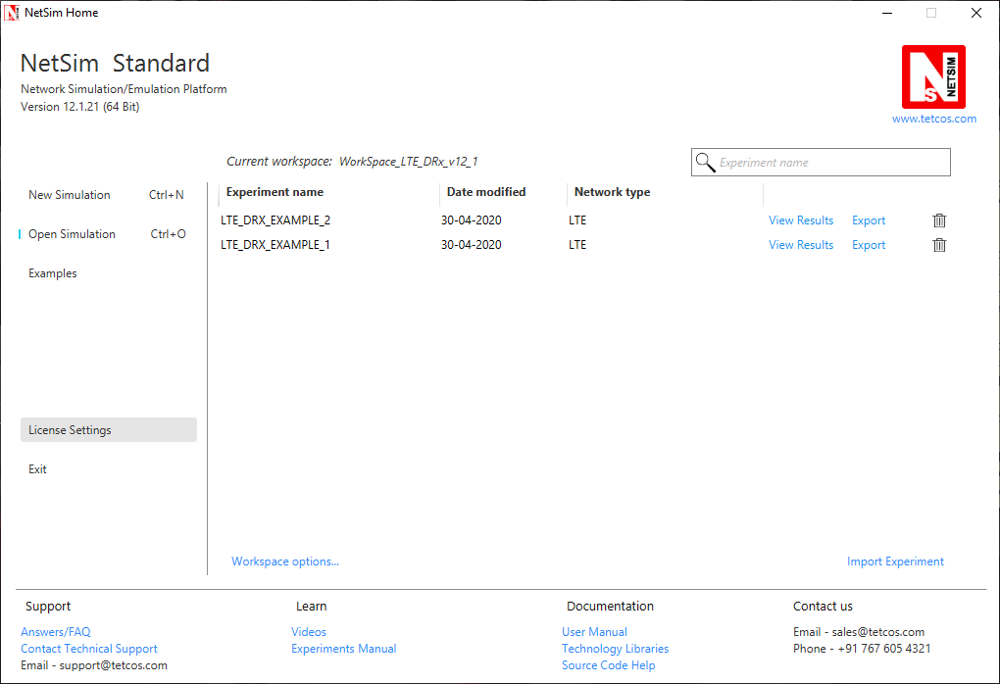 NetSim Home
NetSim Standard
Network Simulation/Emulation Platform
Version 12.1.21 (64 Bit)
NS NETSIM
www.tetcos.com
Current workspace: WorkSpace_LTE_DRx_v12_1
Experiment name
New Simulation Ctrl+N
Open Simulation Ctrl+O
Examples
License Settings
Exit
Experiment name Date modified Network type
LTE_DRX_EXAMPLE_2 30-04-2020 LTE View Results Export
LTE_DRX_EXAMPLE_1 30-04-2020 LTE View Results Export
Workspace options... Import Experiment
Support
Answers/FAQ
Contact Technical Support
Email - support@tetcos.com
Learn
Videos
Experiments Manual
Documentation
User Manual
Technology Libraries
Source Code Help
Contact us
Email - sales@tetcos.com
Phone - +91 767 605 4321